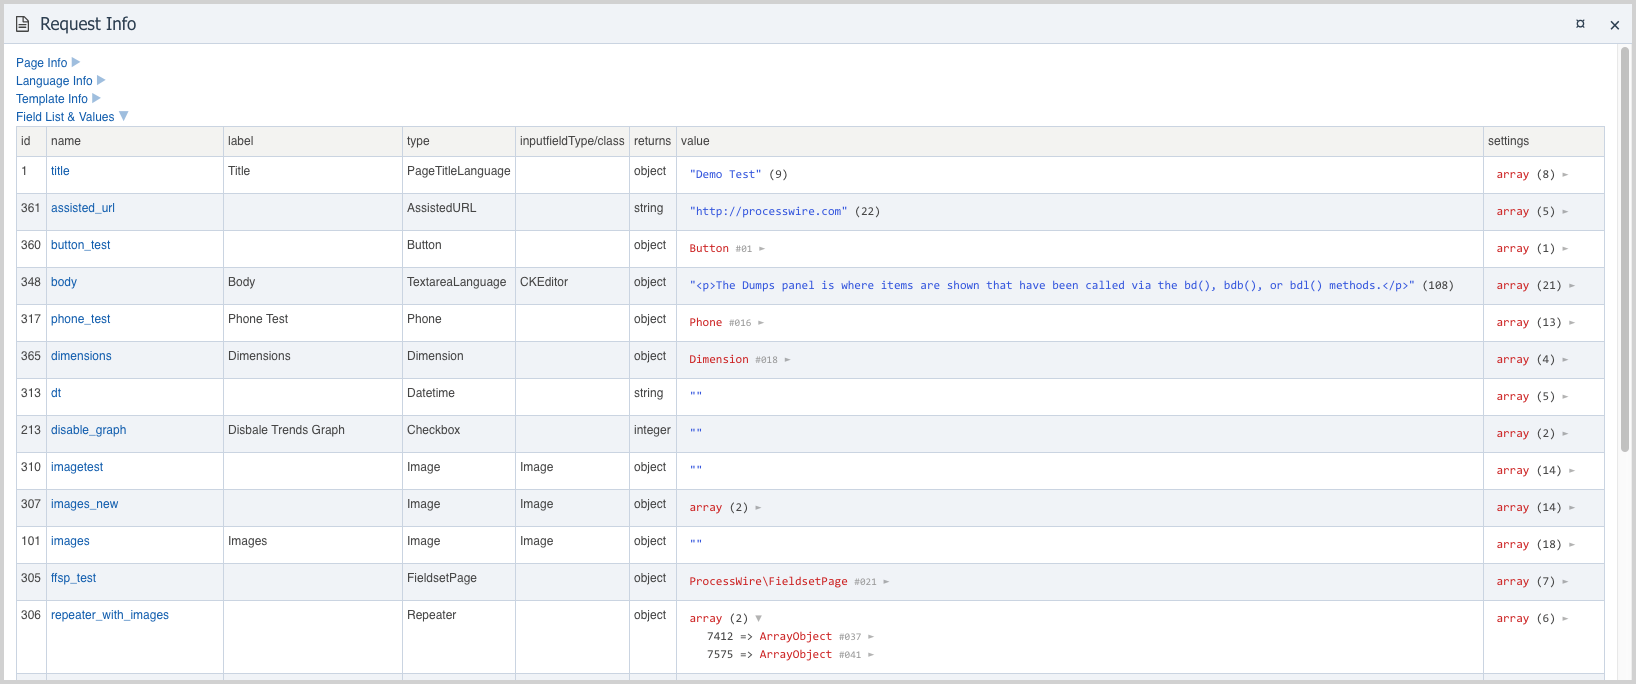 Request Info
Page Info
Language Info
Template Info
Field List & Values
id name label type inputfieldType/class returns value settings
1 title Title PageTitleLanguage object "Demo Test" (9) array (8)
361 assisted_url AssistedURL string "http://processwire.com" (22) array (5)
360 button_test Button object Button #01 array (1)
348 body Body TextareaLanguage CKEditor object "<p>The Dumps panel is where items are shown that have been called via the bd(), bdb(), or bdl() methods.</p>" (108) array (21)
317 phone_test Phone Test Phone object Phone #016 array (13)
365 dimensions Dimensions Dimension object Dimension #018 array (4)
313 dt Datetime string "" array (5)
213 disable_graph Disbale Trends Graph Checkbox integer "" array (2)
310 imagetest Image Image object "" array (14)
307 images_new Image Image object array (2) array (14)
101 images Images Image Image object "" array (18)
305 ffsp_test FieldsetPage object ProcessWire\FieldsetPage #021 array (7)
306 repeater_with_images Repeater object array (2) array (6)
7412 => ArrayObject #037
7575 => ArrayObject #041